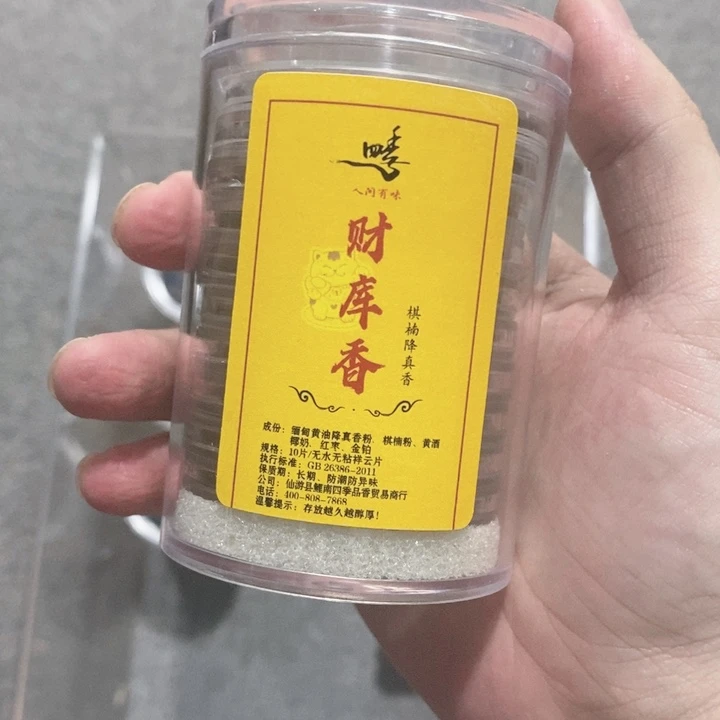 人间有味
财库香
棋楠降真香
成份：缅甸黄油降真香粉、棋楠粉、黄酒
椰奶、红枣、金铂
规格：10片/无水无粘祥云片
执行标准：GB 26386-2011
保质期：长期、防潮防异味
公司：仙游县鲤南四季品香贸易商行
电话：400-808-7868
温馨提示：存放越久越醇厚！